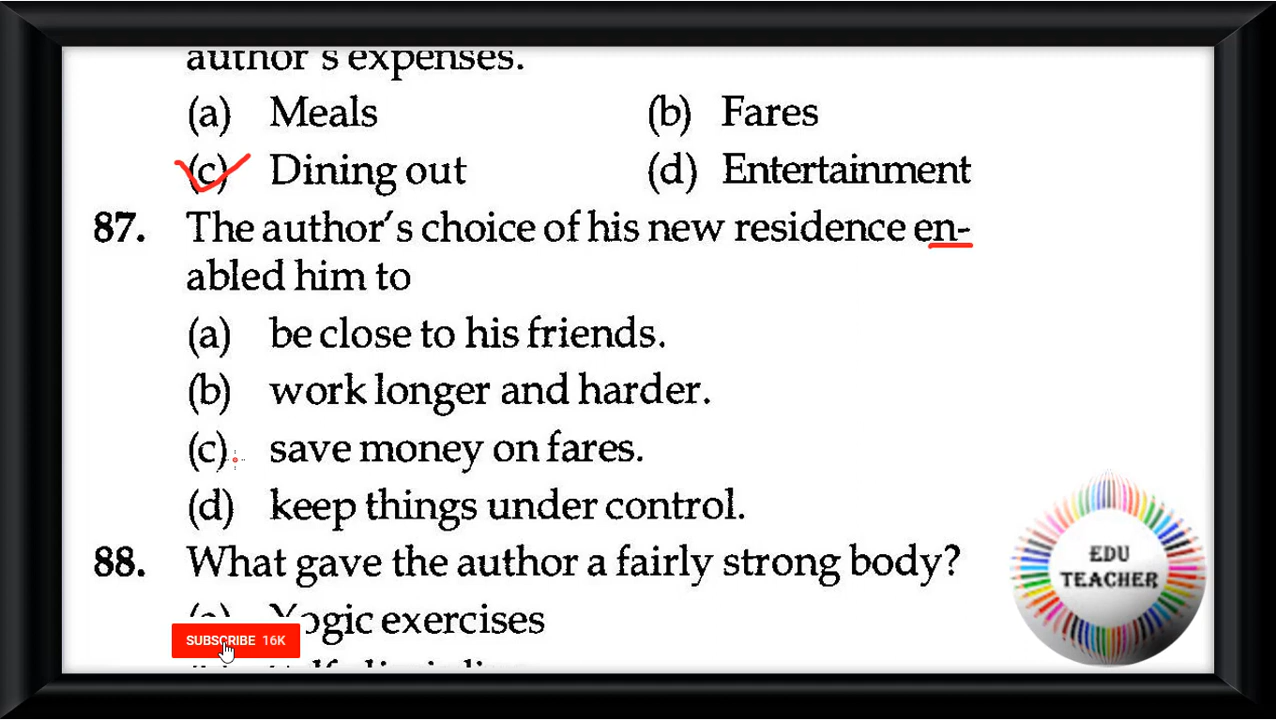 author's expenses.
(a) Meals (b) Fares
(c) Dining out (d) Entertainment
87. The author's choice of his new residence en-
abled him to
(a) be close to his friends.
(b) work longer and harder.
(c) save money on fares.
(d) keep things under control.
88. What gave the author a fairly strong body?
(a) Yogic exercises
SUBSCRIBE 16K
EDU
TEACHER